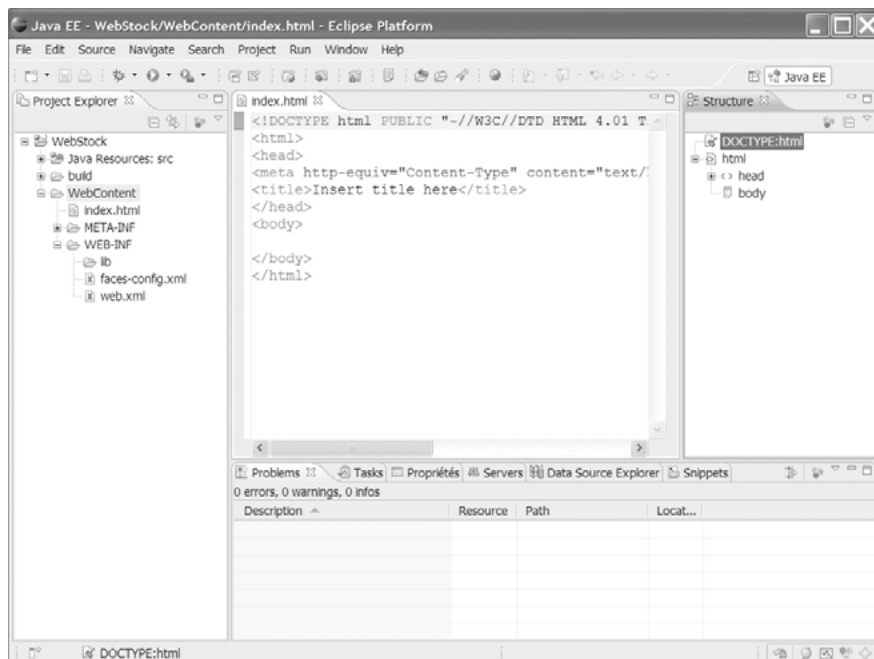 Java EE - WebStock/WebContent/index.html - Eclipse Platform
File Edit Source Navigate Search Project Run Window Help
Java EE
Project Explorer
WebStock
Java Resources: src
build
WebContent
index.html
META-INF
WEB-INF
lib
faces-config.xml
web.xml
index.html
<!DOCTYPE html PUBLIC "-//W3C//DTD HTML 4.01 T
<html>
<head>
<meta http-equiv="Content-Type" content="text/
<title>Insert title here</title>
</head>
<body>
</body>
</html>
Structure
DOCTYPE:html
html
head
body
Problems Tasks Propriétés Servers Data Source Explorer Snippets
0 errors, 0 warnings, 0 infos
Description Resource Path Locat...
DOCTYPE:html